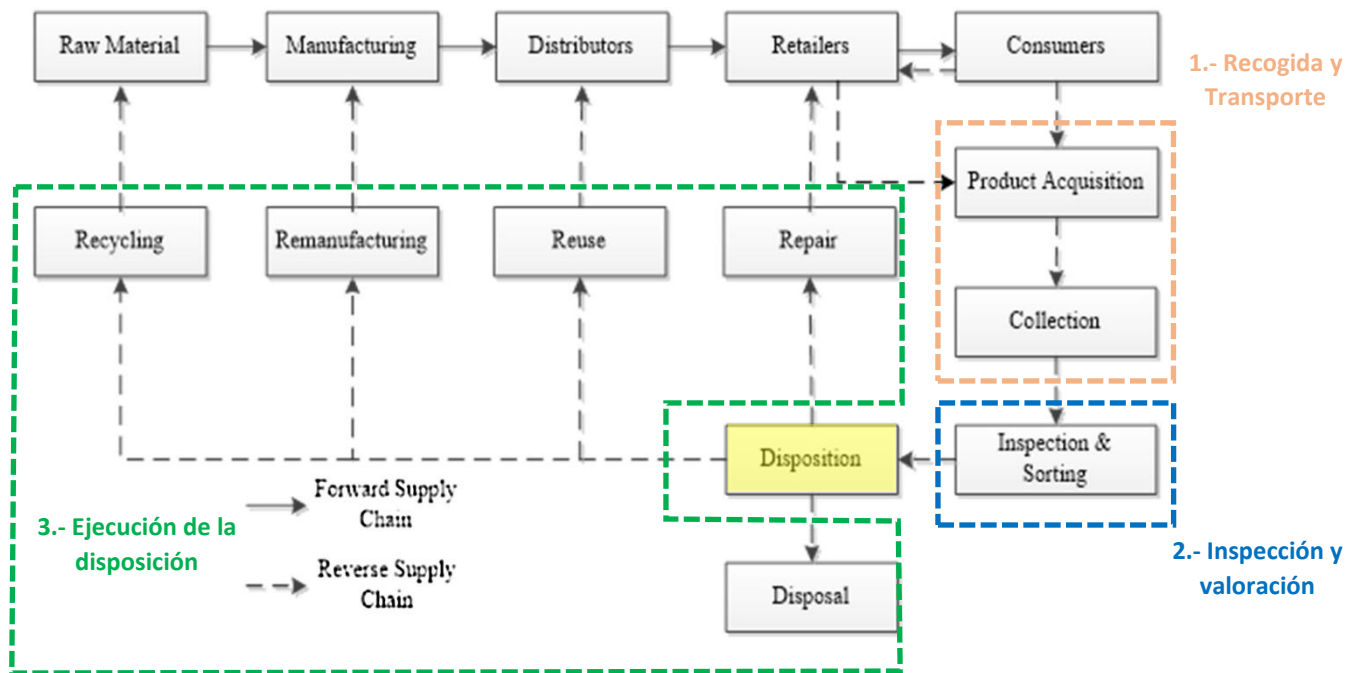 Raw Material
Manufacturing
Distributors
Retailers
Consumers
1.- Recogida y
Transporte
Product Acquisition
Recycling
Remanufacturing
Reuse
Repair
Collection
Disposition
Inspection &
Sorting
Forward Supply
Chain
3.- Ejecución de la
disposición
2.- Inspección y
valoración
Reverse Supply
Chain
Disposal